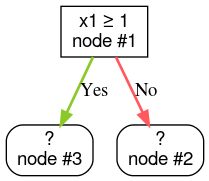 x1 ≥ 1
node #1
Yes
No
?
node #3
?
node #2